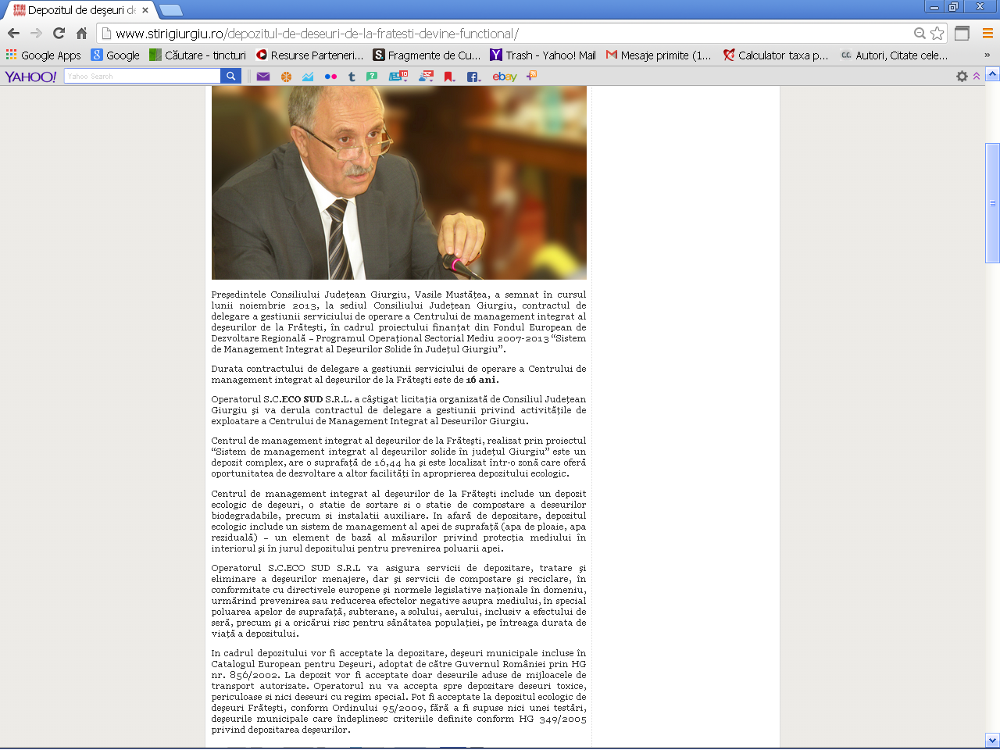 Depozitul de deșeuri de
www.stirigiurgiu.ro/depozitul-de-deseuri-de-la-fratesti-devine-functional/
Google Apps Google Căutare - tincturi Resurse Parteneri... Fragmente de Cu... Trash - Yahoo! Mail Mesaje primite (1... Calculator taxa p... Autori, Citate cele... »
YAHOO! Yahoo Search ebay
Preşedintele Consiliului Judeţean Giurgiu, Vasile Mustăţea, a semnat în cursul
lunii noiembrie 2013, la sediul Consiliului Judeţean Giurgiu, contractul de
delegare a gestiunii serviciului de operare a Centrului de management integrat al
deşeurilor de la Frăteşti, în cadrul proiectului finanţat din Fondul European de
Dezvoltare Regională – Programul Operaţional Sectorial Mediu 2007-2013 “Sistem
de Management Integrat al Deşeurilor Solide în Judeţul Giurgiu”.
Durata contractului de delegare a gestiunii serviciului de operare a Centrului de
management integrat al deşeurilor de la Frăteşti este de 16 ani.
Operatorul S.C.ECO SUD S.R.L. a câştigat licitaţia organizată de Consiliul Judeţean
Giurgiu şi va derula contractul de delegare a gestiunii privind activităţile de
exploatare a Centrului de Management Integrat al Deseurilor Giurgiu.
Centrul de management integrat al deşeurilor de la Frăteşti, realizat prin proiectul
“Sistem de management integrat al deşeurilor solide în judeţul Giurgiu” este un
depozit complex, are o suprafaţă de 16,44 ha şi este localizat într-o zonă care oferă
oportunitatea de dezvoltare a altor facilităţi în aproprierea depozitului ecologic.
Centrul de management integrat al deşeurilor de la Frăteşti include un depozit
ecologic de deşeuri, o statie de sortare si o statie de compostare a deseurilor
biodegradabile, precum si instalatii auxiliare. In afară de depozitare, depozitul
ecologic include un sistem de management al apei de suprafaţă (apa de ploaie, apa
reziduală) – un element de bază al măsurilor privind protecţia mediului în
interiorul şi în jurul depozitului pentru prevenirea poluarii apei.
Operatorul S.C.ECO SUD S.R.L va asigura servicii de depozitare, tratare şi
eliminare a deşeurilor menajere, dar şi servicii de compostare şi reciclare, în
conformitate cu directivele europene şi normele legislative naţionale în domeniu,
urmărind prevenirea sau reducerea efectelor negative asupra mediului, în special
poluarea apelor de suprafaţă, subterane, a solului, aerului, inclusiv a efectului de
seră, precum şi a oricărui risc pentru sănătatea populaţiei, pe întreaga durata de
viaţă a depozitului.
In cadrul depozitului vor fi acceptate la depozitare, deşeuri municipale incluse în
Catalogul European pentru Deşeuri, adoptat de către Guvernul României prin HG
nr. 856/2002. La depozit vor fi acceptate doar deseurile aduse de mijloacele de
transport autorizate. Operatorul nu va accepta spre depozitare deseuri toxice,
periculoase si nici deseuri cu regim special. Pot fi acceptate la depozitul ecologic de
deşeuri Frăteşti, conform Ordinului 95/2009, fără a fi supuse nici unei testări,
deşeurile municipale care îndeplinesc criteriile definite conform HG 349/2005
privind depozitarea deşeurilor.